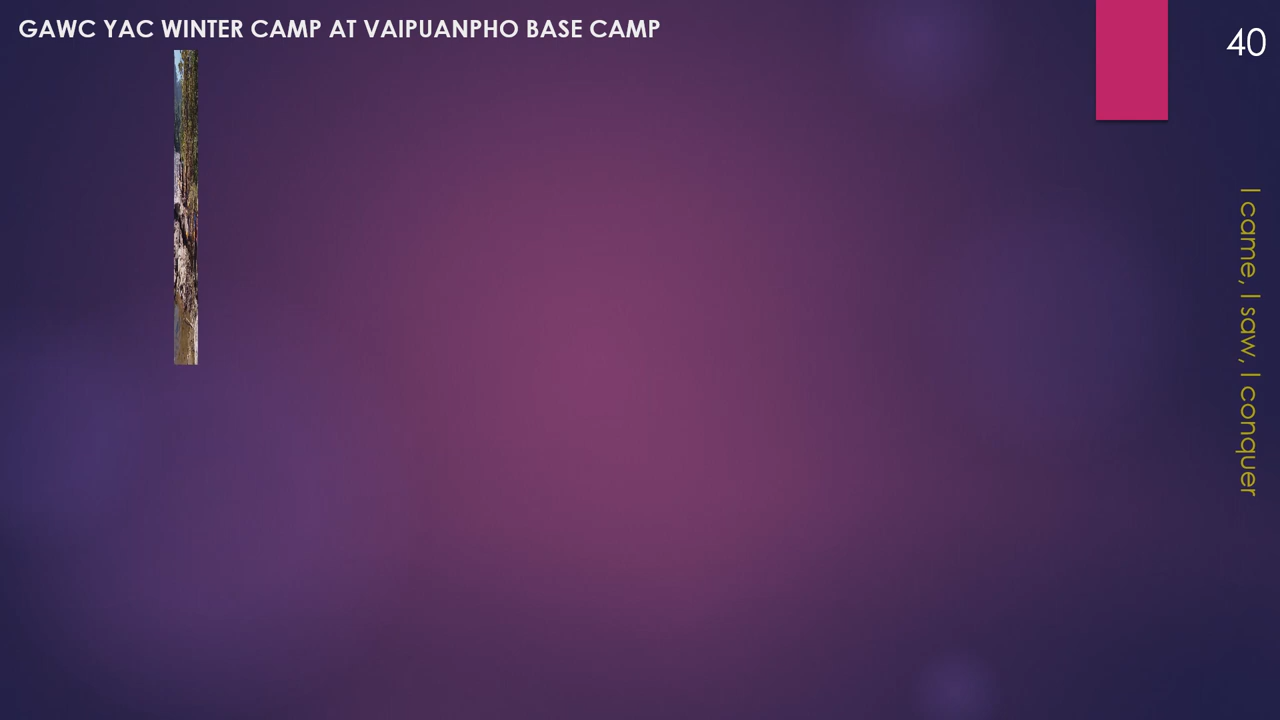 GAWC YAC WINTER CAMP AT VAIPUANPHO BASE CAMP
40
I came, I saw, I conquer